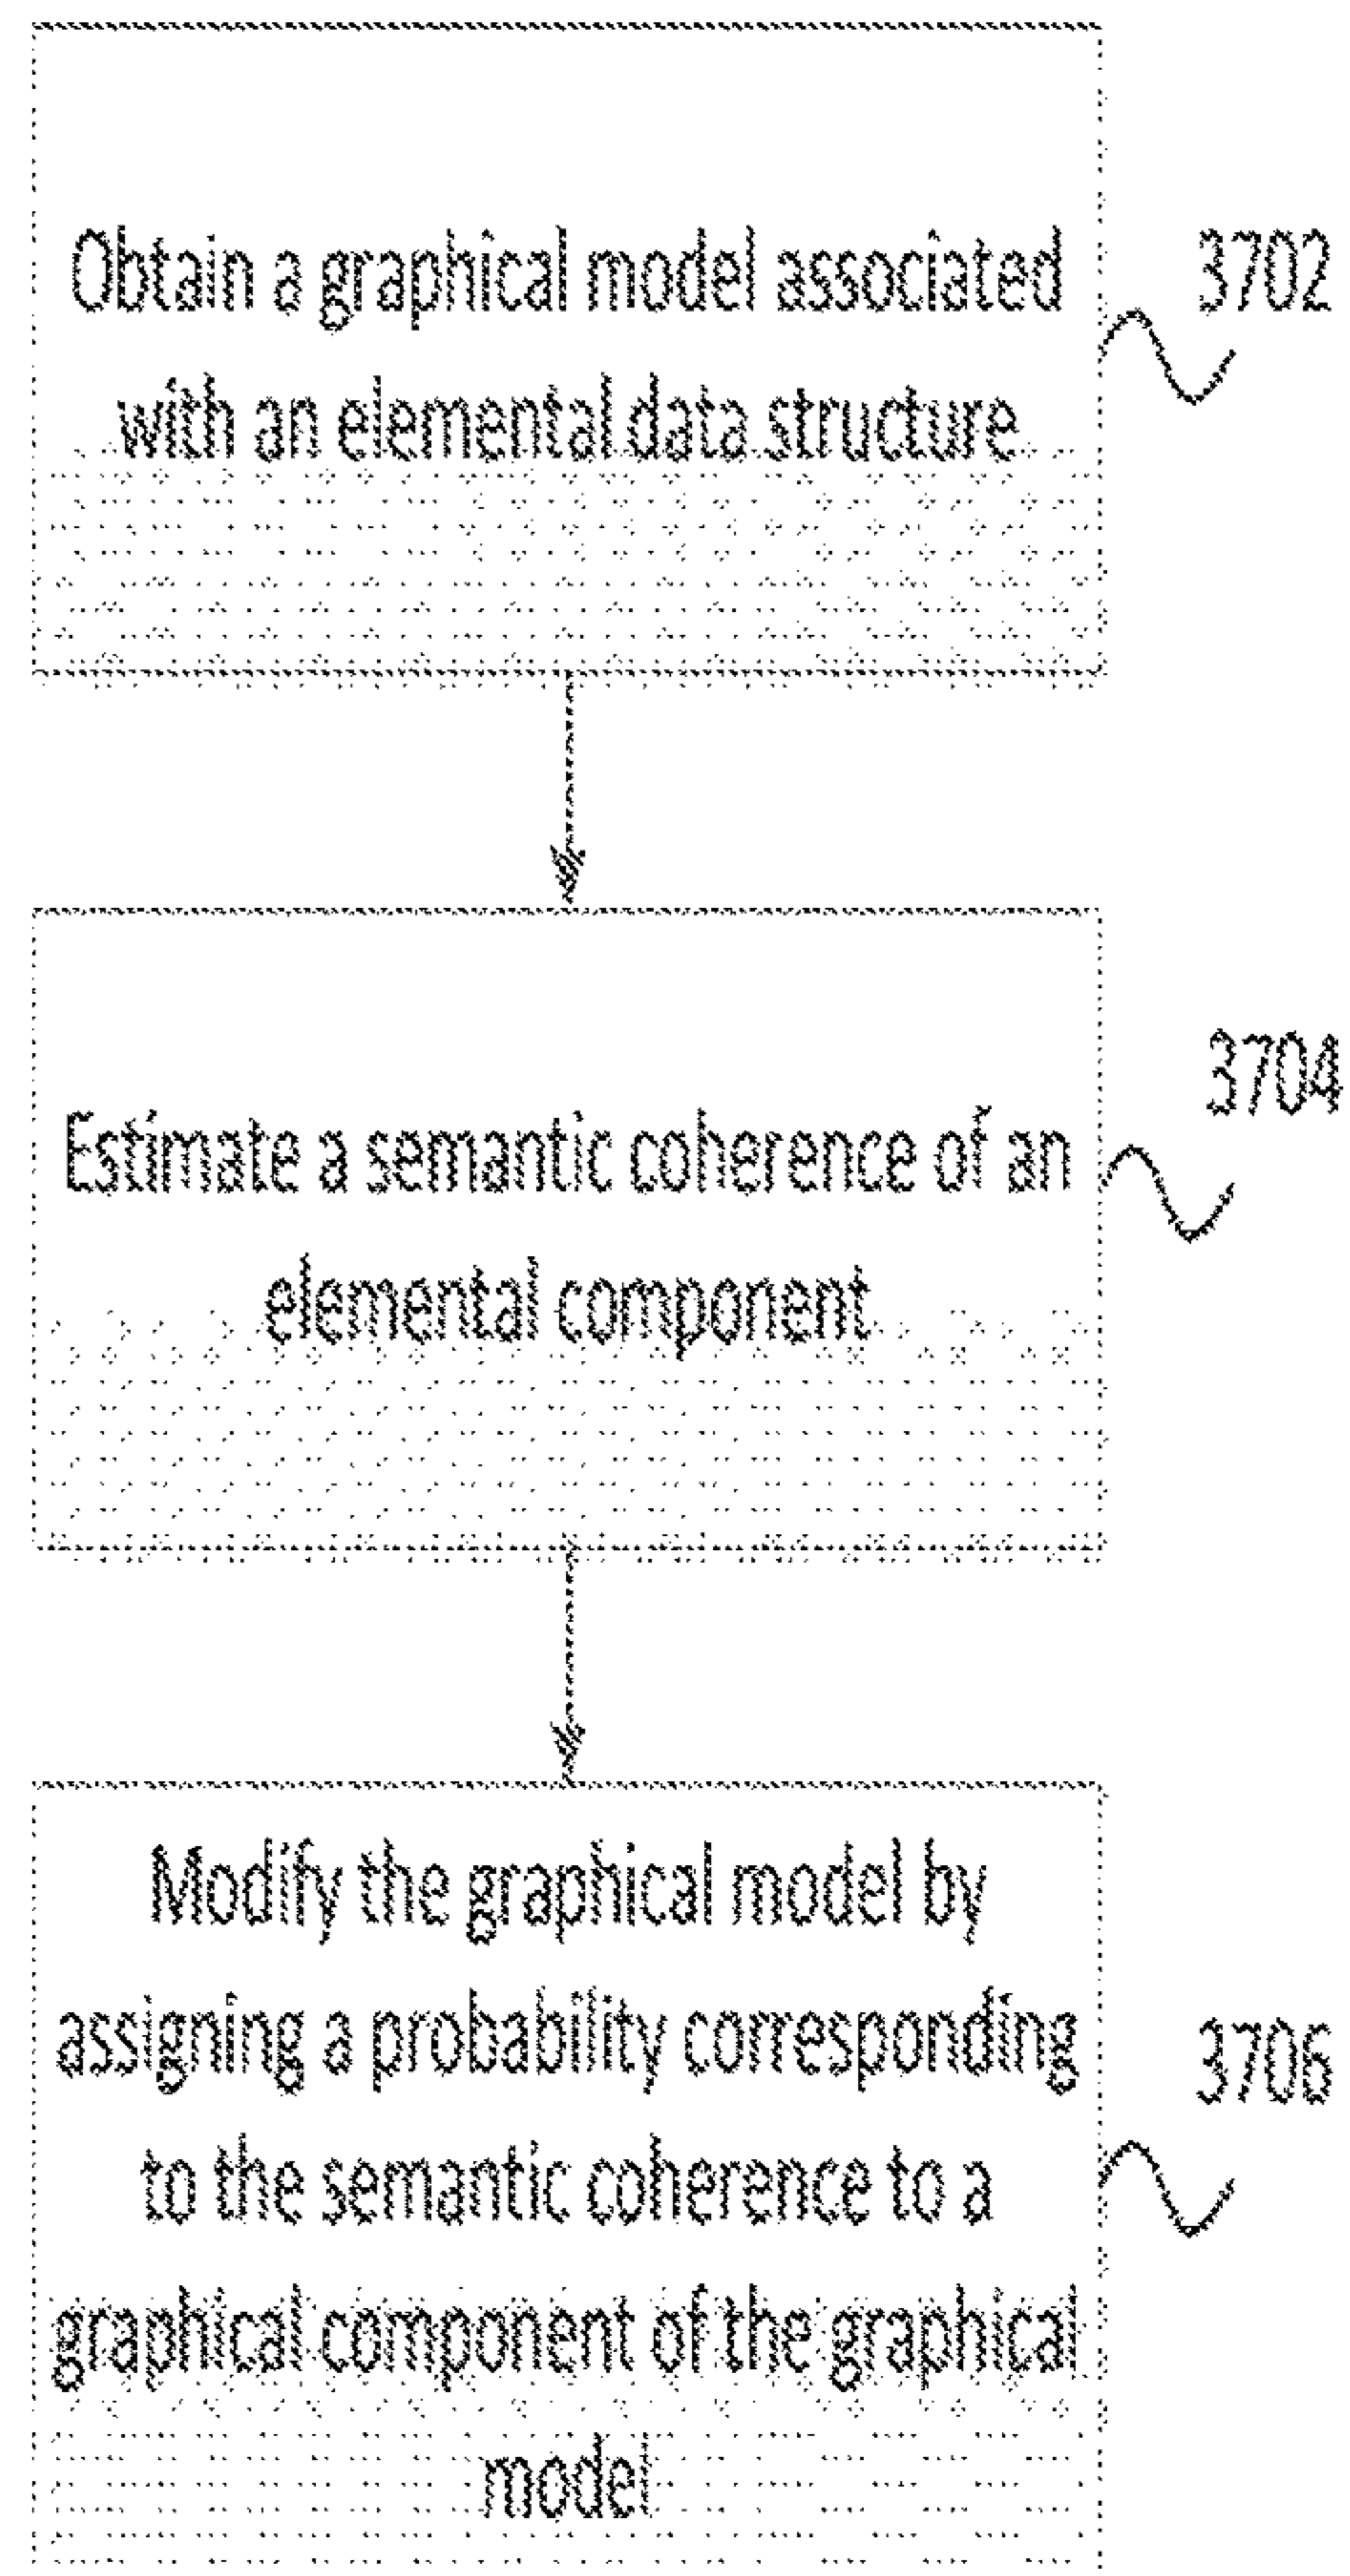 Obtain a graphical model associated
with an elemental data structure
3702
Estimate a semantic coherence of an
elemental component
3704
Modify the graphical model by
assigning a probability corresponding
to the semantic coherence to a
graphical component of the graphical
model
3706